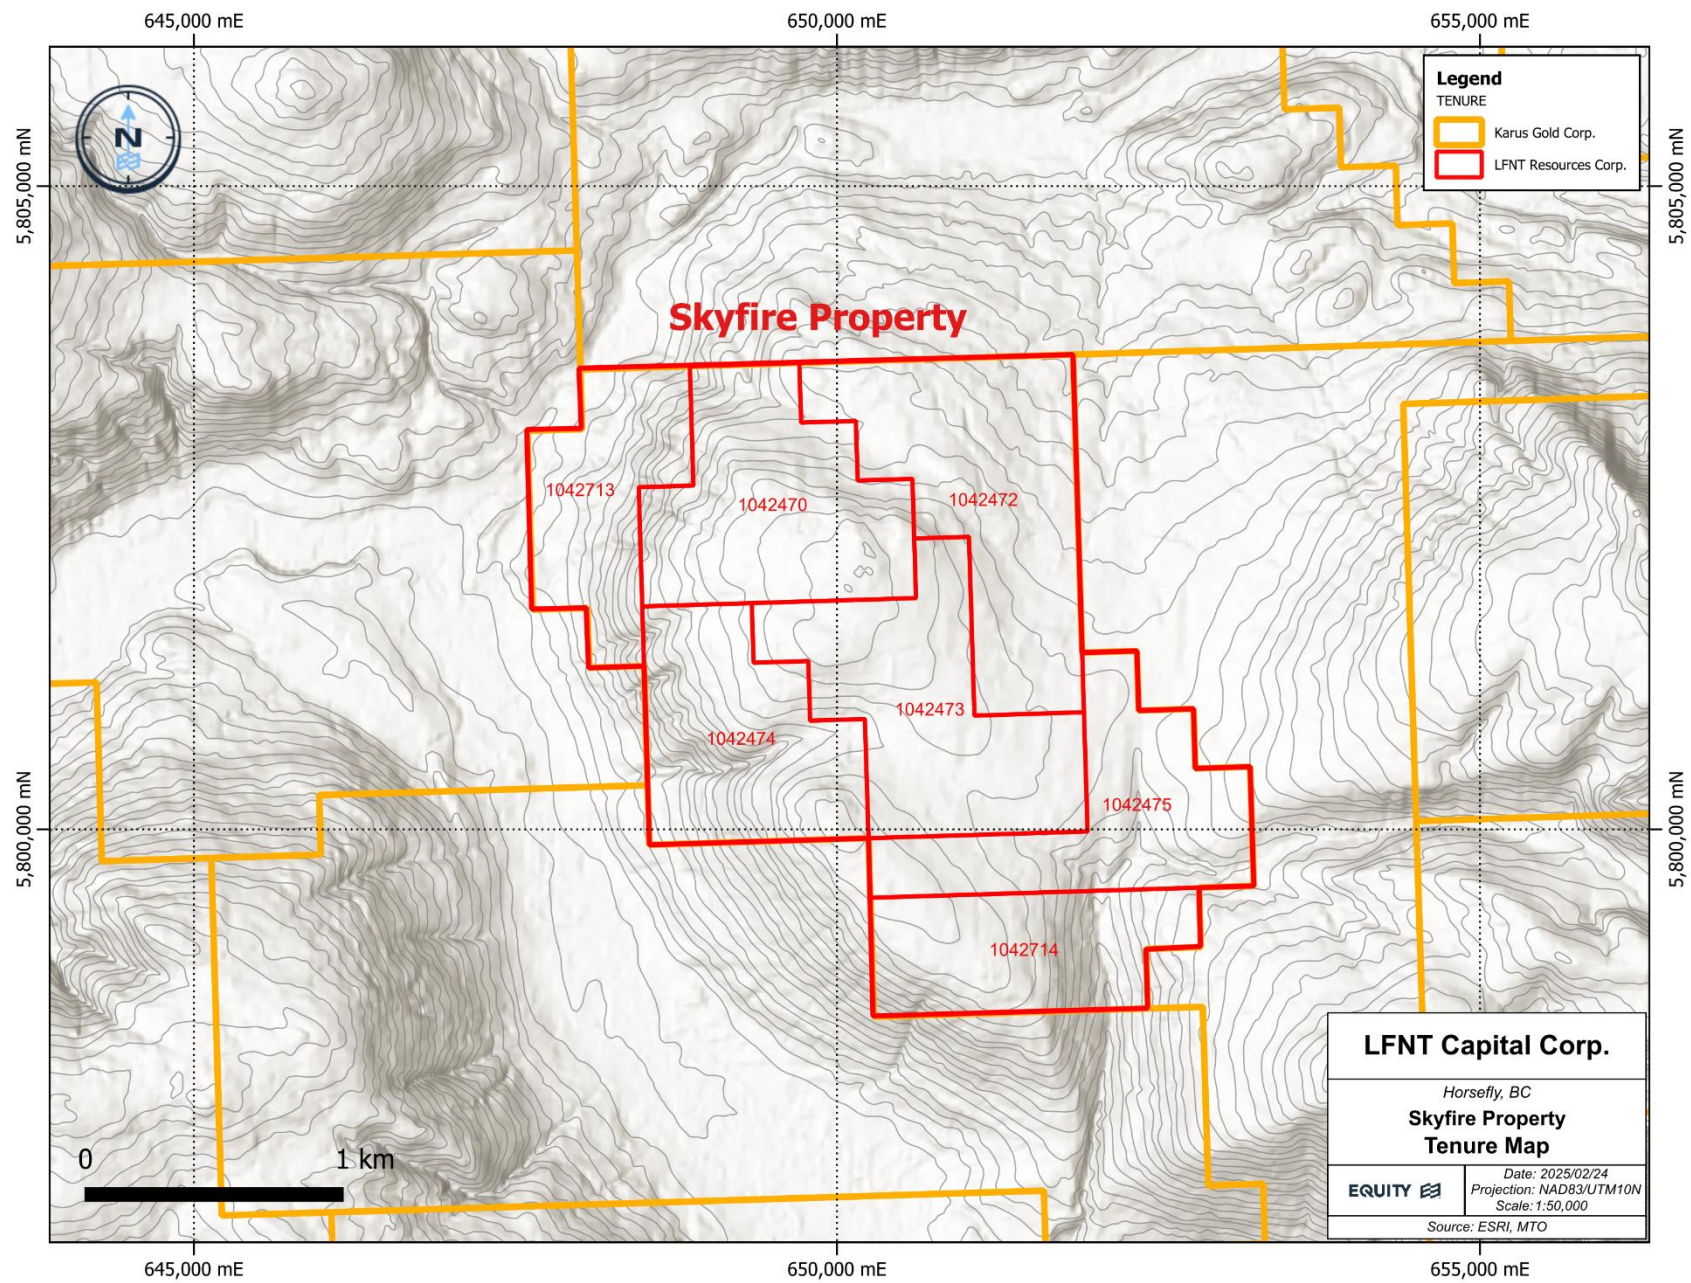 645,000 mE
650,000 mE
655,000 mE
Legend
TENURE
Karus Gold Corp.
LFNT Resources Corp.
N
5,805,000 mN
5,805,000 mN
Skyfire Property
1042713
1042470
1042472
1042473
1042474
1042475
5,800,000 mN
5,800,000 mN
1042714
LFNT Capital Corp.
Horsefly, BC
Skyfire Property
Tenure Map
EQUITY
Date: 2025/02/24
Projection: NAD83/UTM10N
Scale: 1:50,000
Source: ESRI, MTO
0 1 km
645,000 mE
650,000 mE
655,000 mE